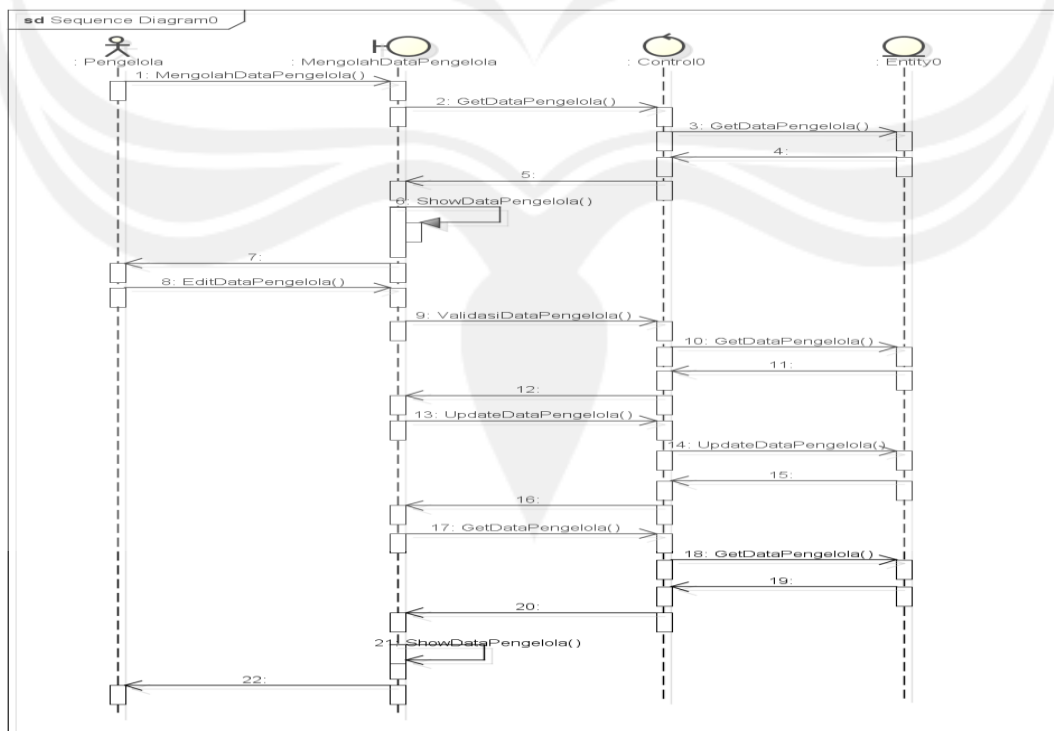 sd Sequence Diagram0
: Pengelola
: MengolahDataPengelola
: Control0
: Entity0
1: MengolahDataPengelola()
2: GetDataPengelola()
3: GetDataPengelola()
4:
5:
6: ShowDataPengelola()
7:
8: EditDataPengelola()
9: ValidasiDataPengelola()
10: GetDataPengelola()
11:
12:
13: UpdateDataPengelola()
14: UpdateDataPengelola()
15:
16:
17: GetDataPengelola()
18: GetDataPengelola()
19:
20:
21: ShowDataPengelola()
22: